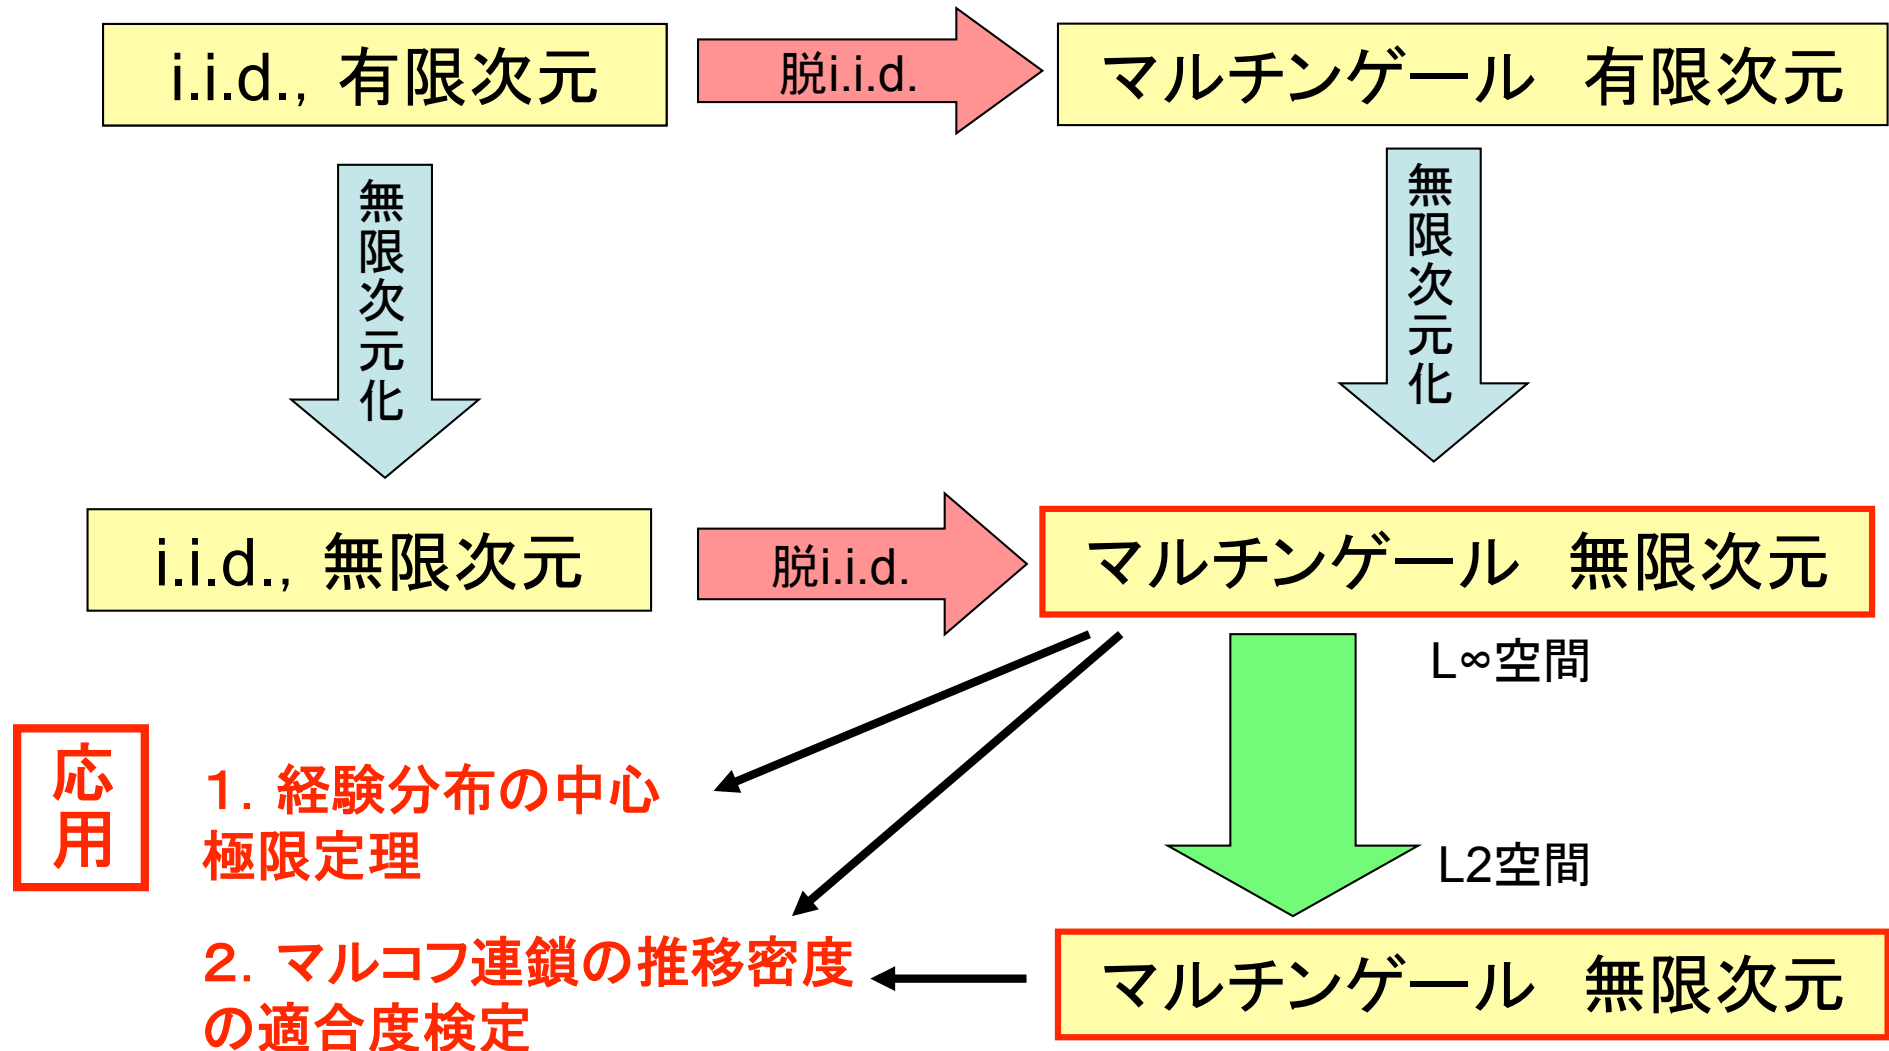 i.i.d., 有限次元
脱i.i.d.
マルチンゲール　有限次元
無限次元化
無限次元化
i.i.d., 無限次元
脱i.i.d.
マルチンゲール　無限次元
L∞空間
応用
１．経験分布の中心
極限定理
L2空間
２．マルコフ連鎖の推移密度
の適合度検定
マルチンゲール　無限次元